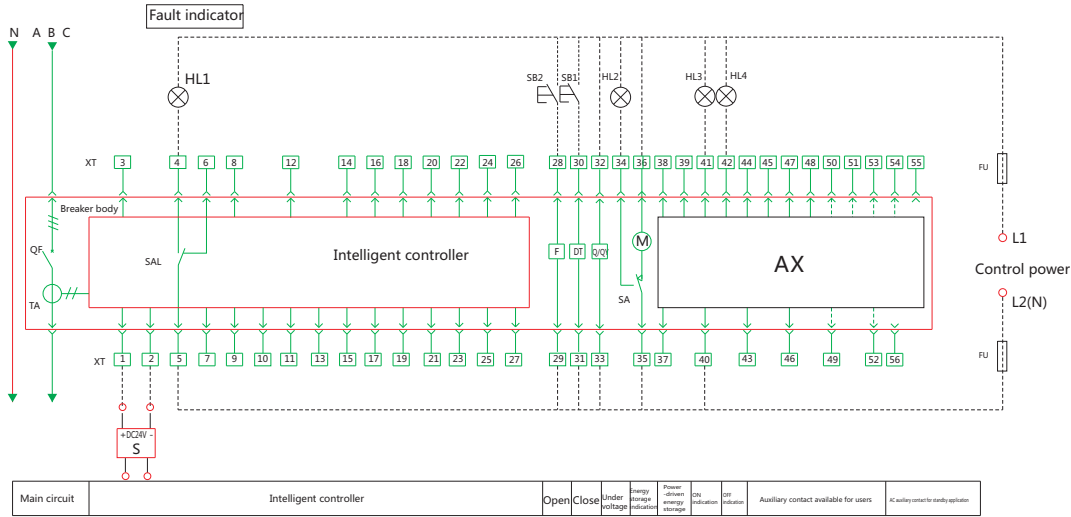 Fault indicator
N A B C
HL1
SB2 SB1 HL2 HL3 HL4
XT 3 4 6 8 12 14 16 18 20 22 24 26 28 30 32 34 36 38 39 41 42 44 45 47 48 50 51 53 54 55
FU
Breaker body
QF
SAL
Intelligent controller
F DT Q/QY M
AX
L1
Control power
L2(N)
TA
SA
XT 1 2 5 7 9 10 11 13 15 17 19 21 23 25 27 29 31 33 35 37 40 43 46 49 52 56
FU
+DC24V -
S
Main circuit
Intelligent controller
Open
Close
Under
voltage
Energy
storage
indication
Power
-driven
energy
storage
ON
indication
OFF
indication
Auxiliary contact available for users
AC auxiliary contact for standby application